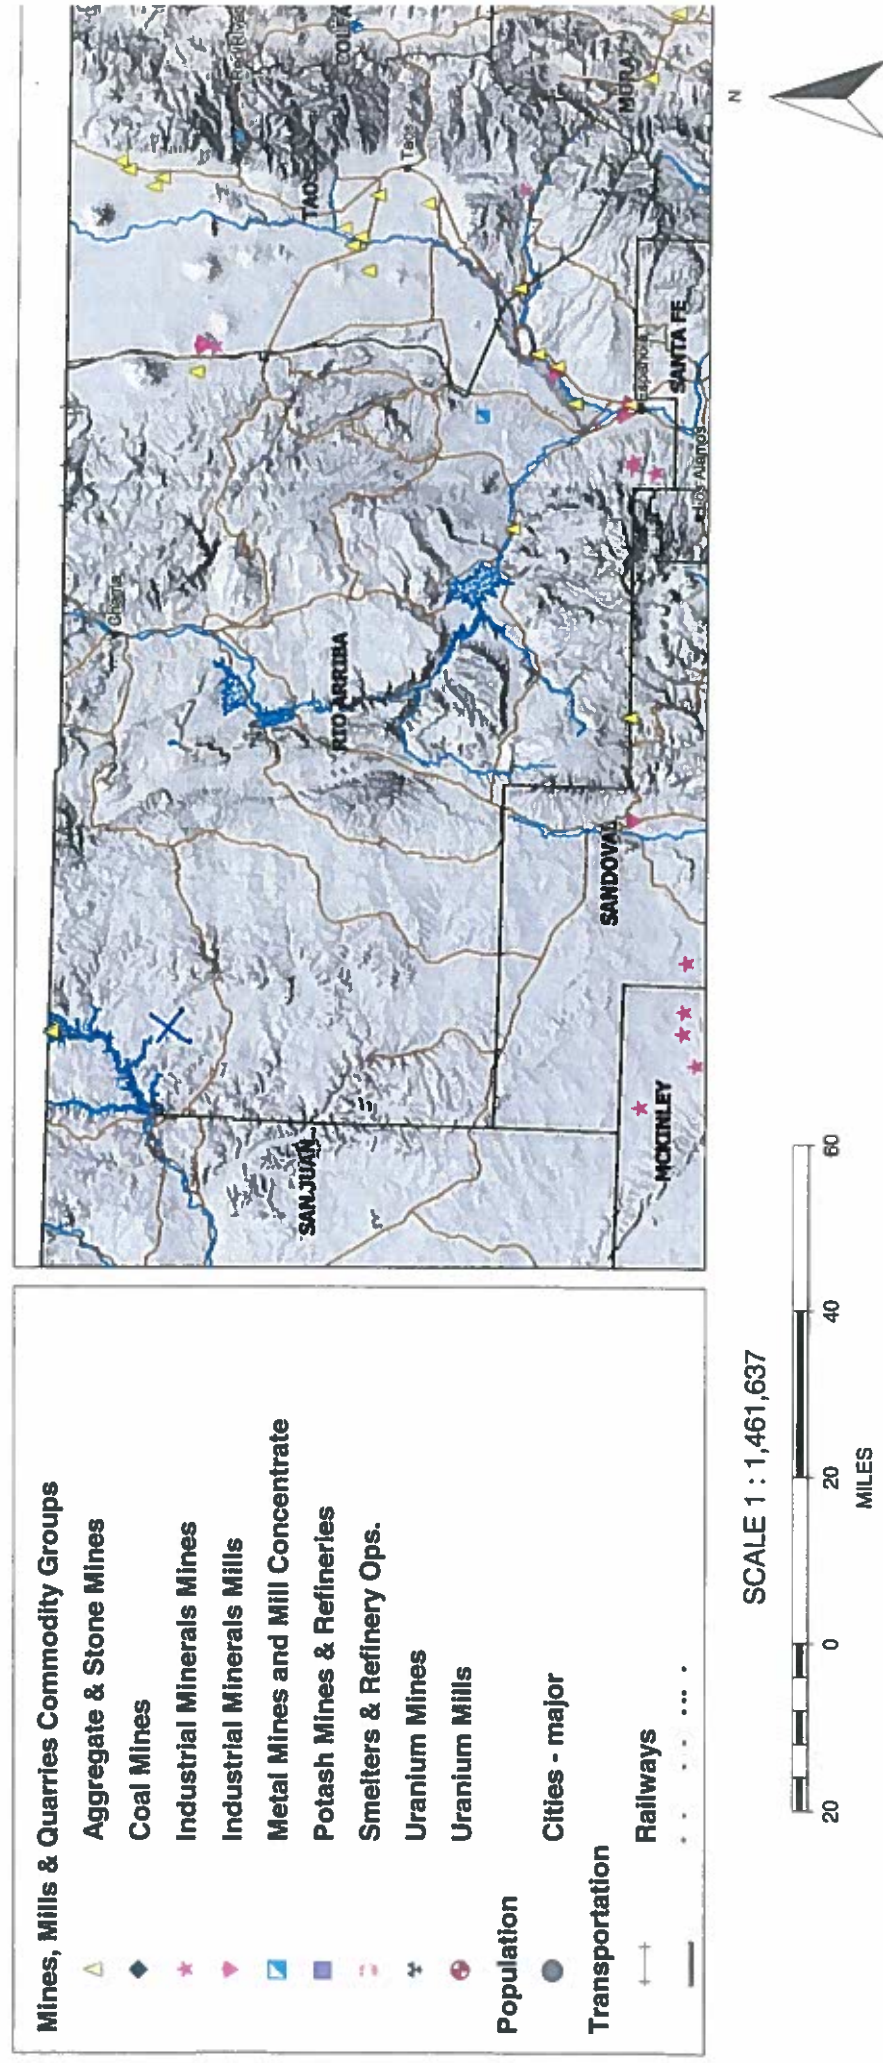 Mines, Mills & Quarries Commodity Groups
Aggregate & Stone Mines
Coal Mines
Industrial Minerals Mines
Industrial Minerals Mills
Metal Mines and Mill Concentrate
Potash Mines & Refineries
Smelters & Refinery Ops.
Uranium Mines
Uranium Mills
Population
Cities - major
Transportation
Railways
SAN JUAN
MCKINLEY
SANDOVAL
RIO ARRIBA
Chama
Los Alamos
SANTA FE
Espanola
TAOS
Taos
Red River
MORA
N
SCALE 1 : 1,461,637
20 0 20 40 60
MILES